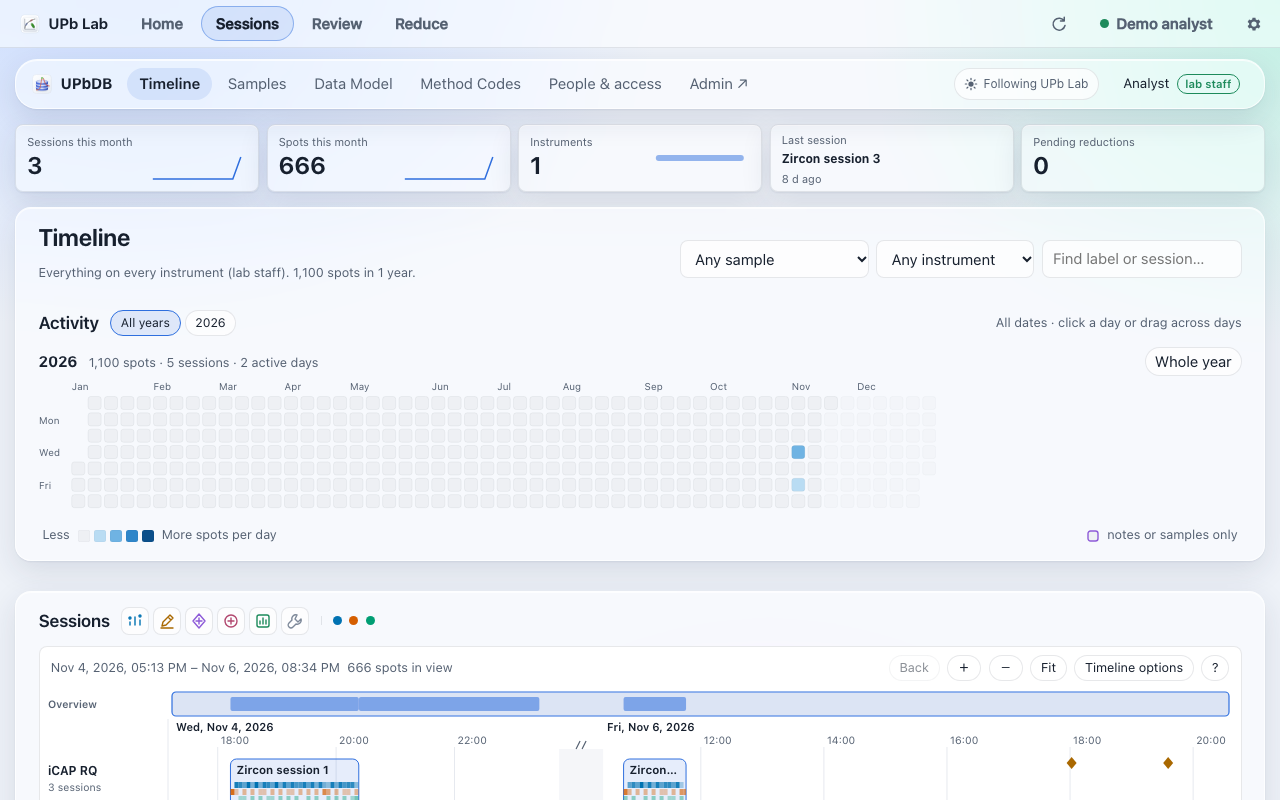 UPb Lab Home Sessions Review Reduce Demo analyst
UPbDB Timeline Samples Data Model Method Codes People & access Admin ↗ Following UPb Lab Analyst lab staff
Sessions this month
3
Spots this month
666
Instruments
1
Last session
Zircon session 3
8 d ago
Pending reductions
0
Timeline
Everything on every instrument (lab staff). 1,100 spots in 1 year.
Any sample Any instrument Find label or session...
Activity All years 2026 All dates · click a day or drag across days
2026 1,100 spots · 5 sessions · 2 active days Whole year
Jan Feb Mar Apr May Jun Jul Aug Sep Oct Nov Dec
Mon
Wed
Fri
Less More spots per day notes or samples only
Sessions
Nov 4, 2026, 05:13 PM – Nov 6, 2026, 08:34 PM 666 spots in view Back + − Fit Timeline options ?
Overview
Wed, Nov 4, 2026 Fri, Nov 6, 2026
18:00 20:00 22:00 // 12:00 14:00 16:00 18:00 20:00
iCAP RQ Zircon session 1 Zircon...
3 sessions